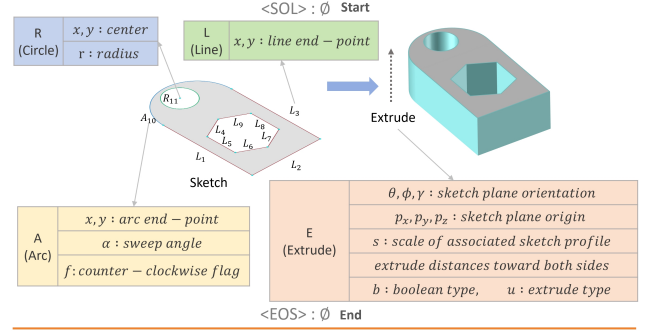 <SOL> : ∅ Start
R
(Circle)
x, y : center
r : radius
L
(Line)
x, y : line end − point
R₁₁
A₁₀
L₉
L₈
L₄
L₇
L₅
L₆
L₃
L₁
L₂
Sketch
Extrude
A
(Arc)
x, y : arc end − point
α : sweep angle
f: counter − clockwise flag
E
(Extrude)
θ, ϕ, γ : sketch plane orientation
pₓ, p_y, p_z : sketch plane origin
s : scale of associated sketch profile
extrude distances toward both sides
b : boolean type, u : extrude type
<EOS> : ∅ End